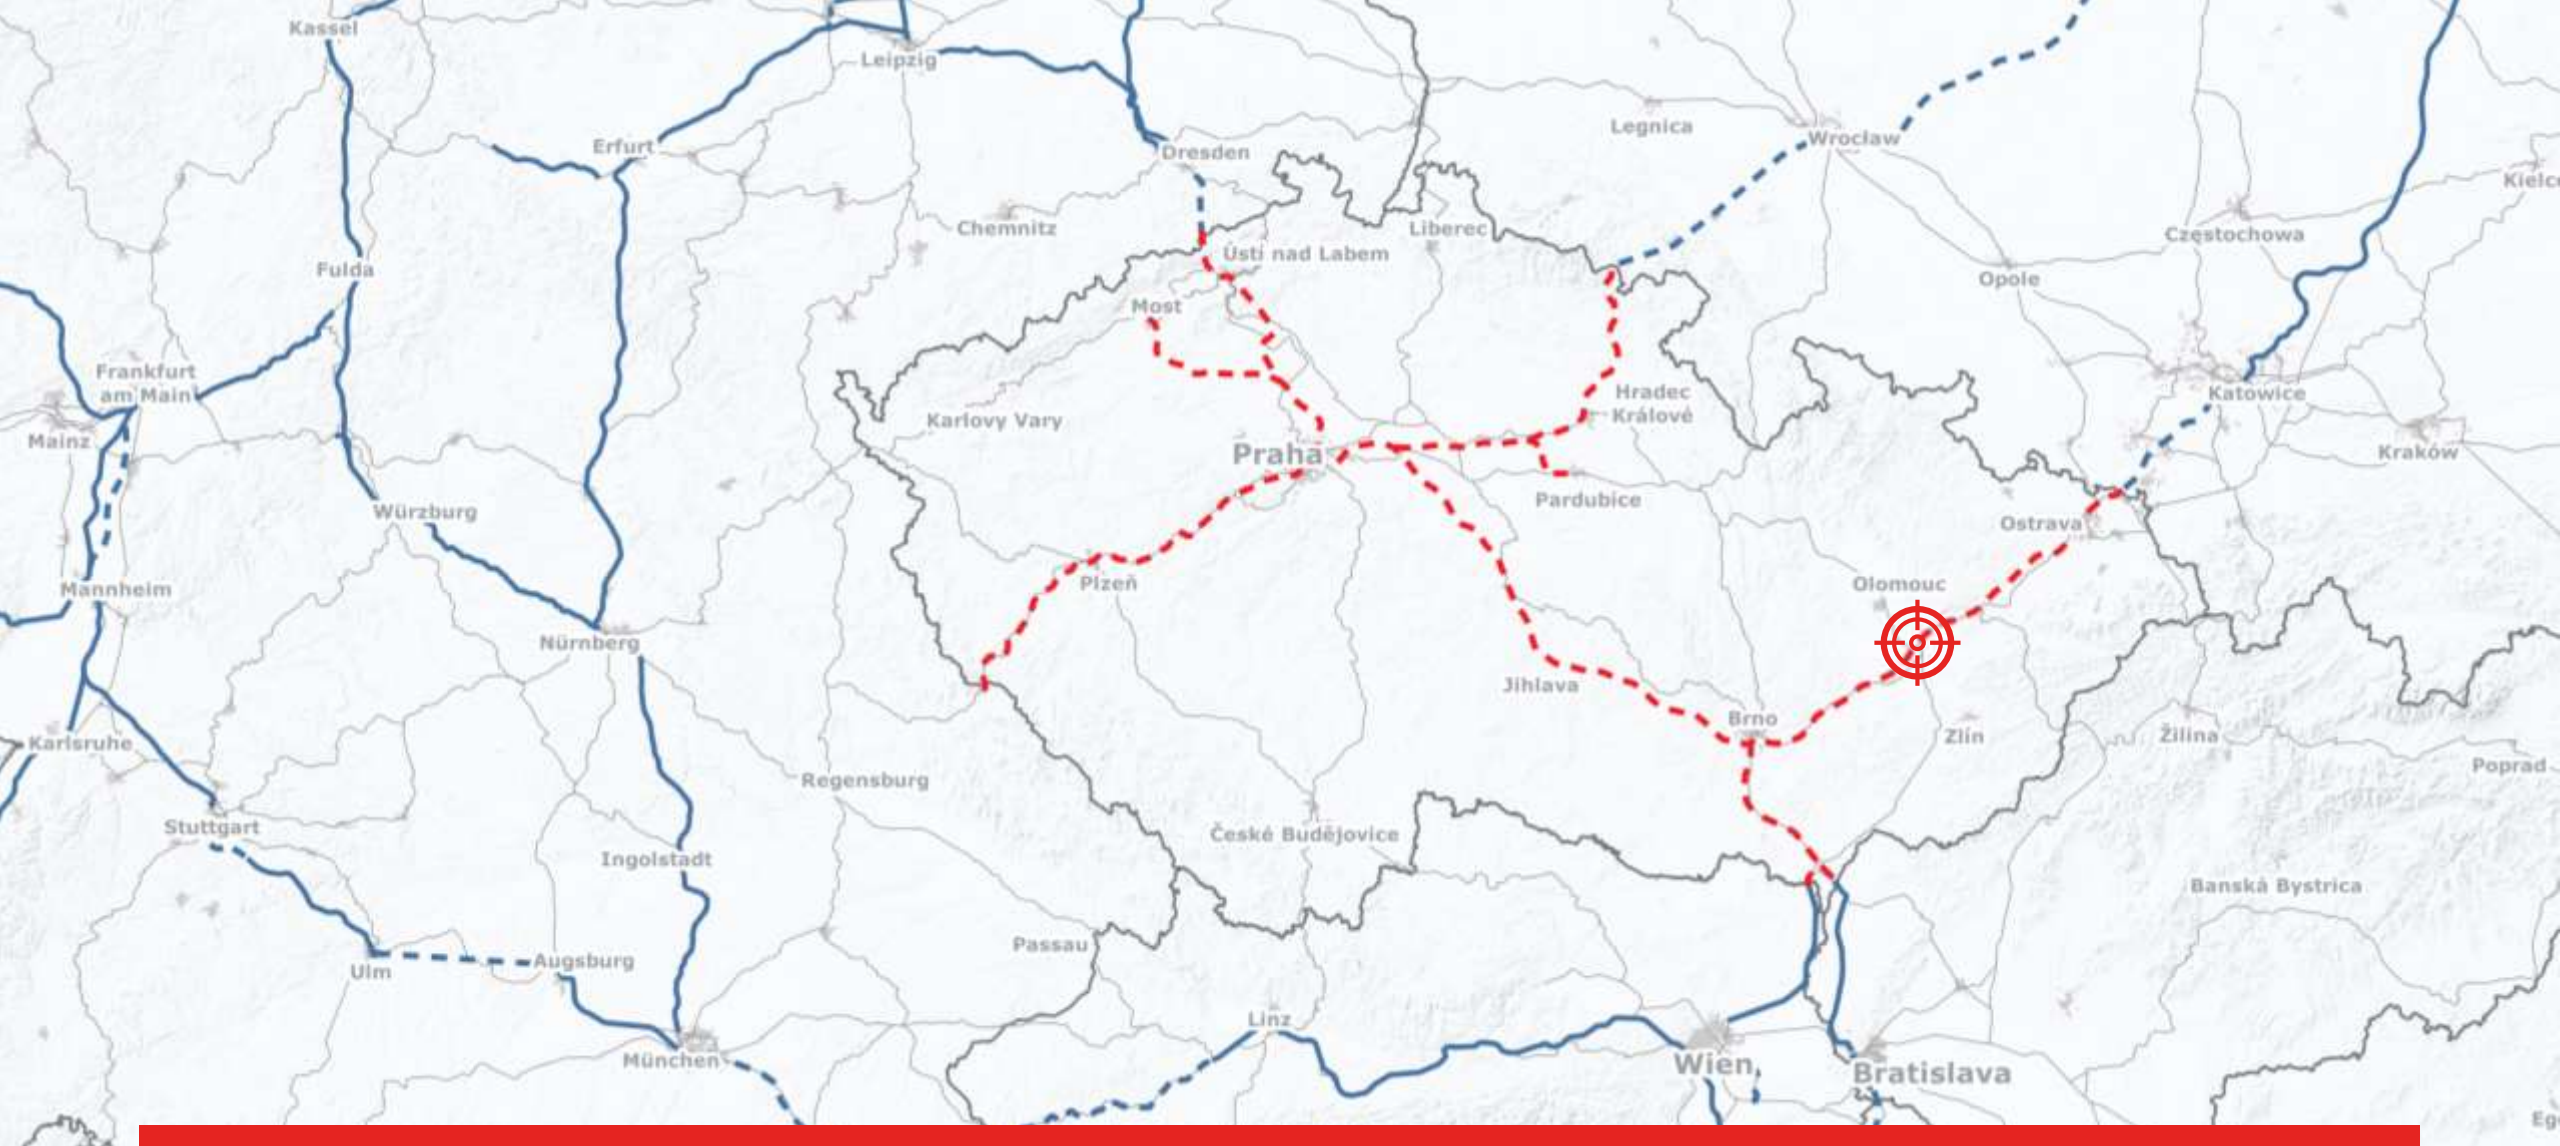 Kassel
Leipzig
Legnica
Wrocław
Erfurt
Dresden
Kielce
Chemnitz
Liberec
Częstochowa
Ústí nad Labem
Fulda
Opole
Most
Frankfurt
am Main
Hradec
Králové
Katowice
Karlovy Vary
Mainz
Praha
Kraków
Pardubice
Würzburg
Ostrava
Plzeň
Olomouc
Mannheim
Nürnberg
Jihlava
Brno
Zlín
Žilina
Karlsruhe
Poprad
Regensburg
Stuttgart
České Budějovice
Ingolstadt
Banská Bystrica
Passau
Augsburg
Ulm
Linz
München
Wien
Bratislava